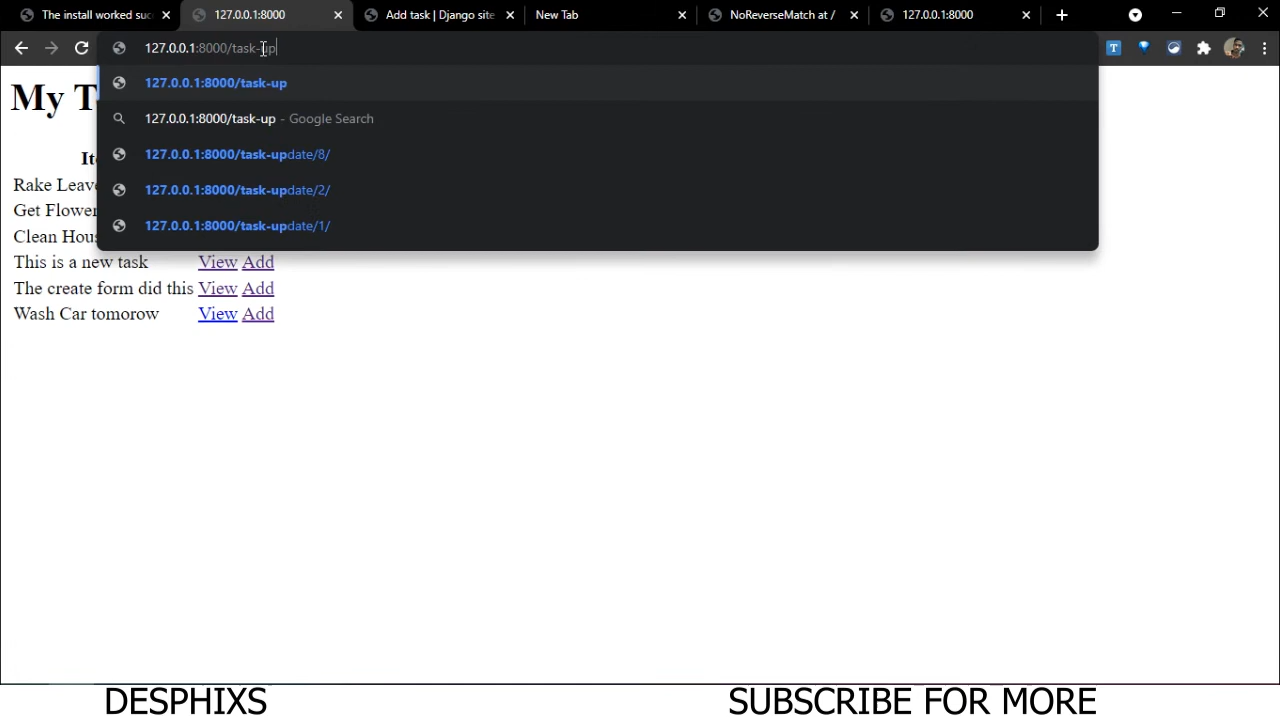 The install worked suc
127.0.0.1:8000
Add task | Django site
New Tab
NoReverseMatch at /
127.0.0.1:8000
127.0.0.1:8000/task-up
T
127.0.0.1:8000/task-up
127.0.0.1:8000/task-up - Google Search
127.0.0.1:8000/task-update/8/
127.0.0.1:8000/task-update/2/
127.0.0.1:8000/task-update/1/
My T
Ite
Rake Leave
Get Flower
Clean Hous
This is a new task View Add
The create form did this View Add
Wash Car tomorow View Add
DESPHIXS
SUBSCRIBE FOR MORE